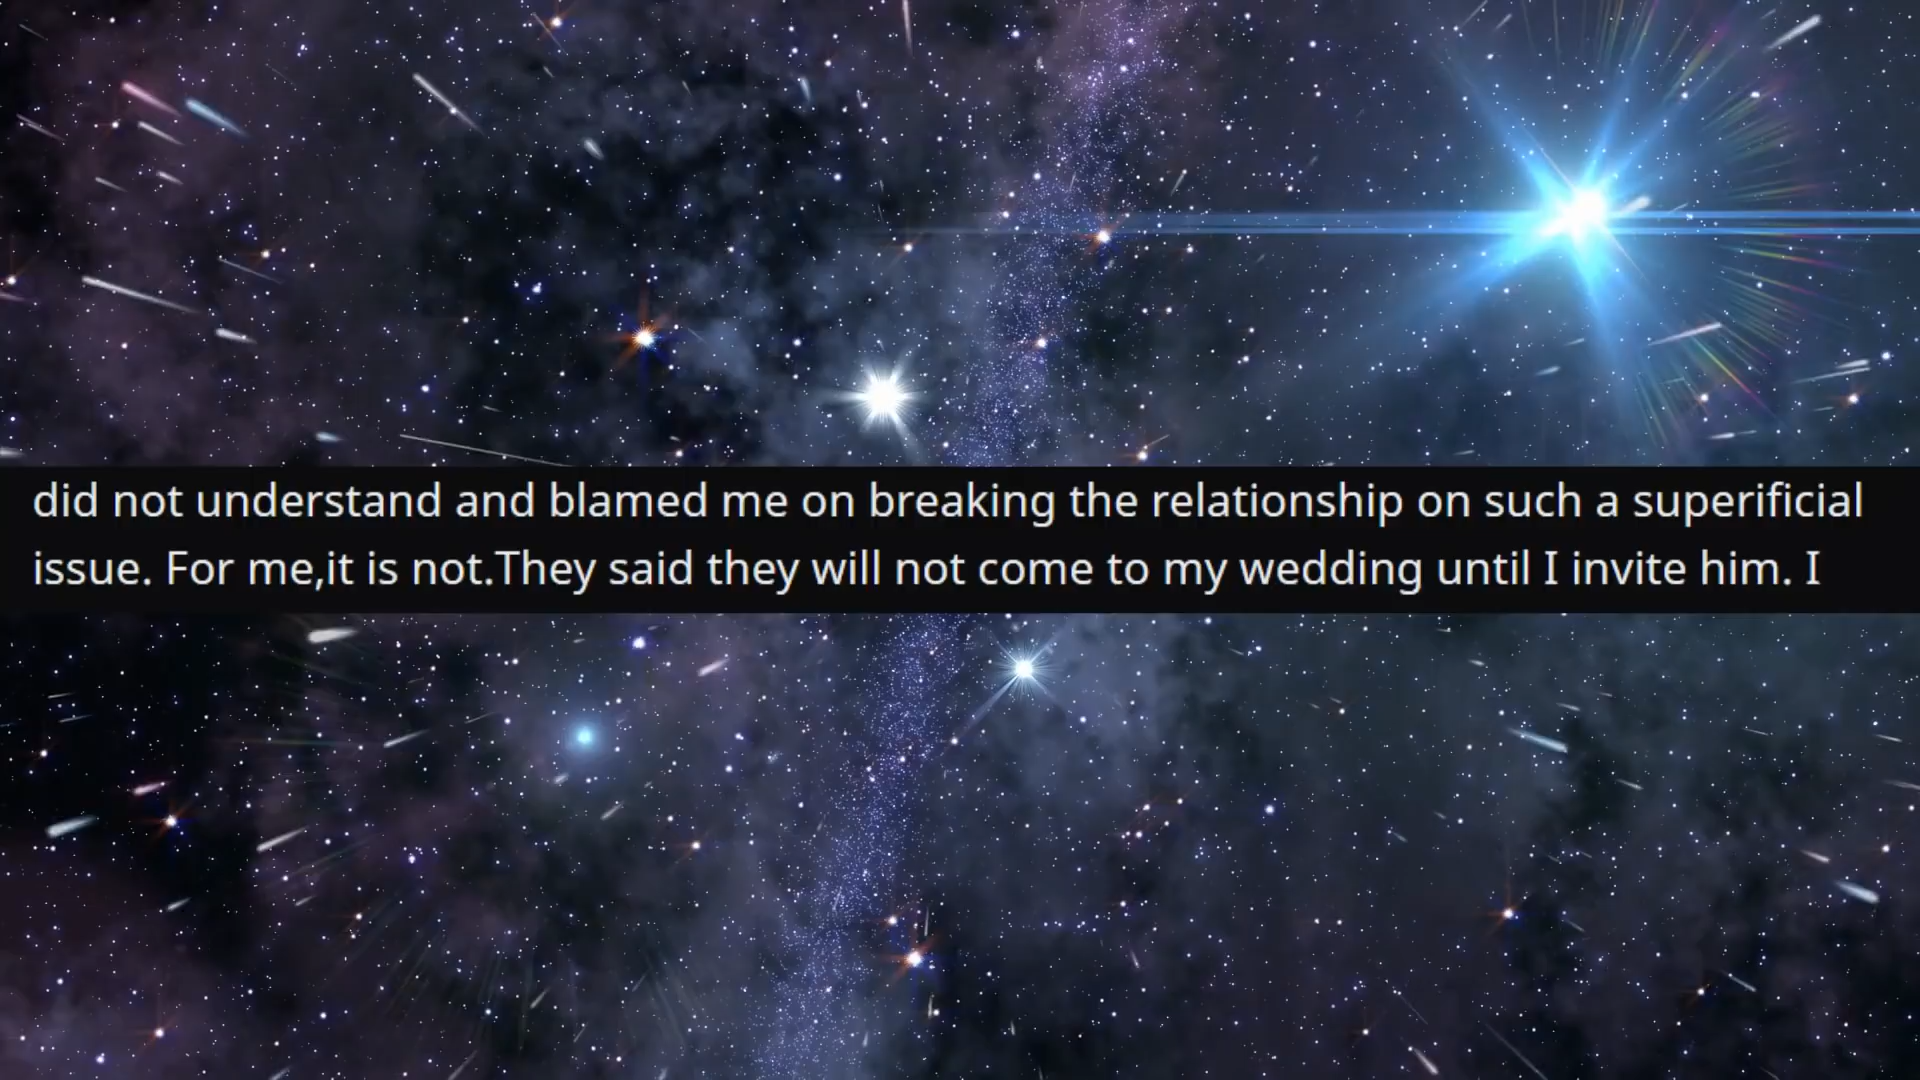 did not understand and blamed me on breaking the relationship on such a superificial
issue. For me,it is not.They said they will not come to my wedding until I invite him. I